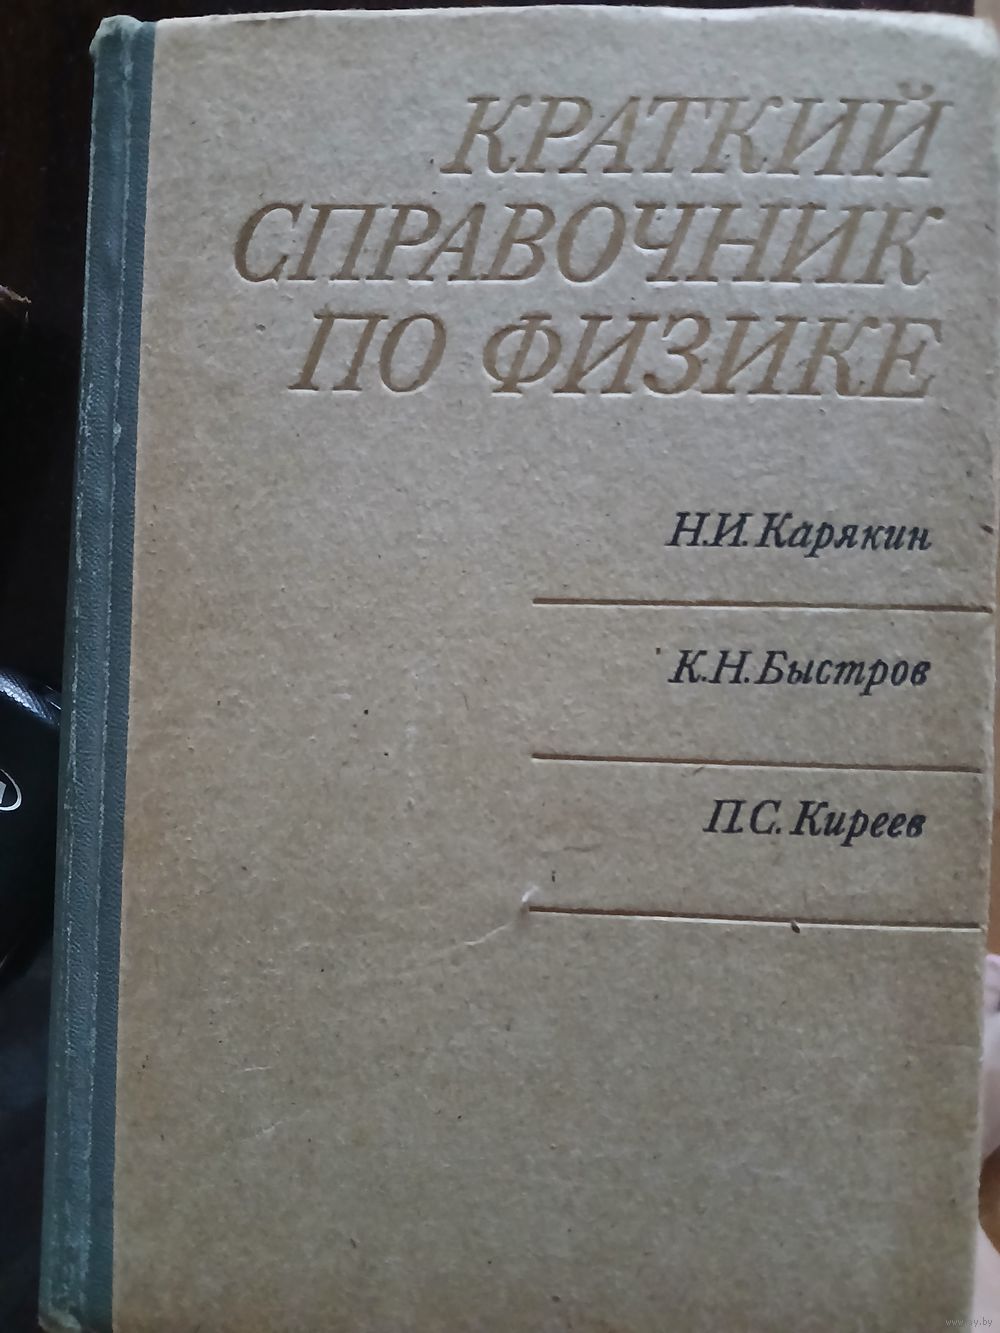 КРАТКИЙ
СПРАВОЧНИК
ПО ФИЗИКЕ
Н.И.Карякин
К.Н.Быстров
П.С.Киреев